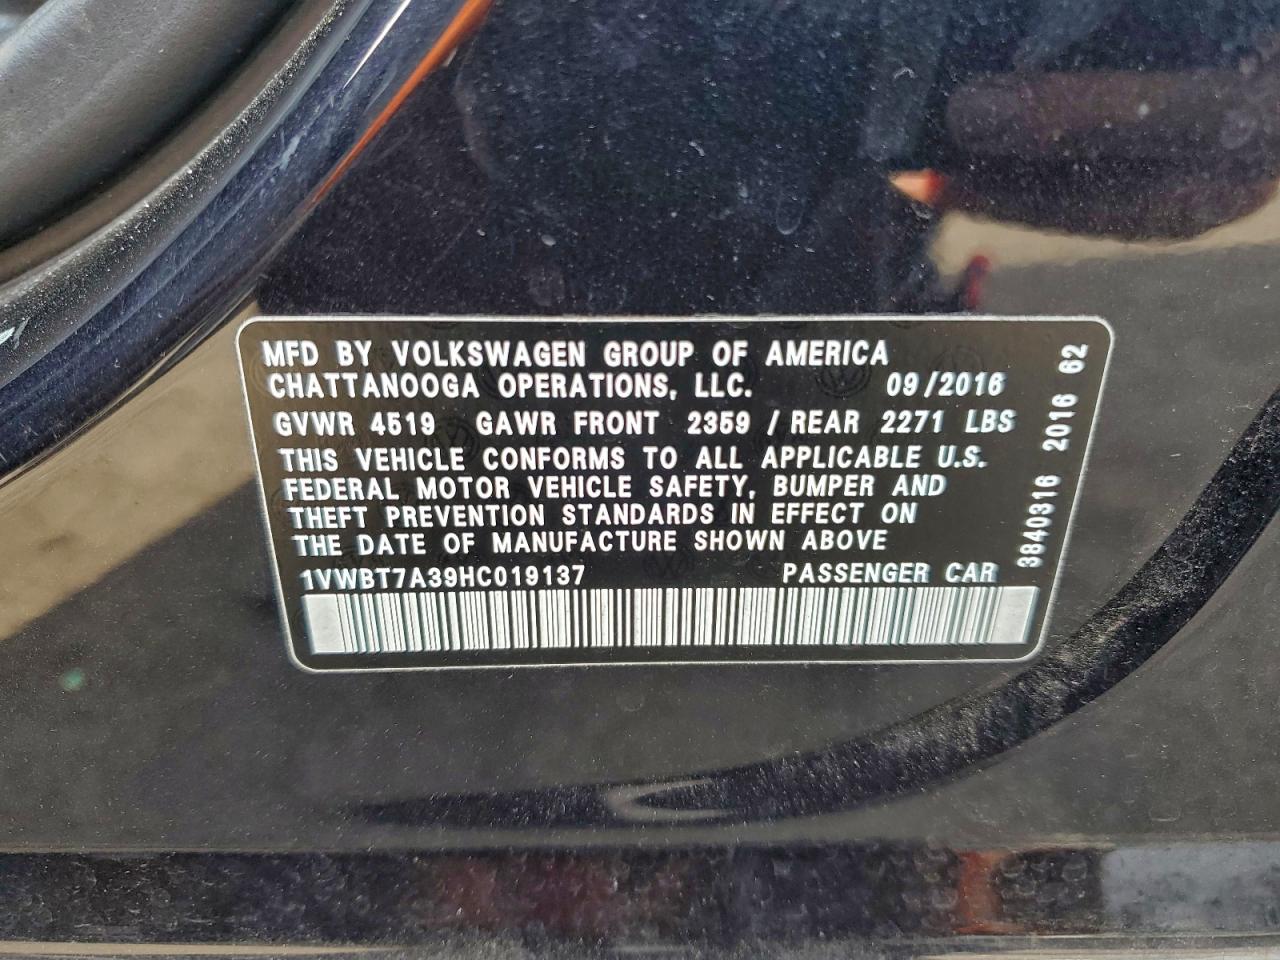 MFD BY VOLKSWAGEN GROUP OF AMERICA
CHATTANOOGA OPERATIONS, LLC. 09/2016
GVWR 4519 GAWR FRONT 2359 / REAR 2271 LBS
THIS VEHICLE CONFORMS TO ALL APPLICABLE U.S.
FEDERAL MOTOR VEHICLE SAFETY, BUMPER AND
THEFT PREVENTION STANDARDS IN EFFECT ON
THE DATE OF MANUFACTURE SHOWN ABOVE
1VWBT7A39HC019137 PASSENGER CAR
3840316 2016 62